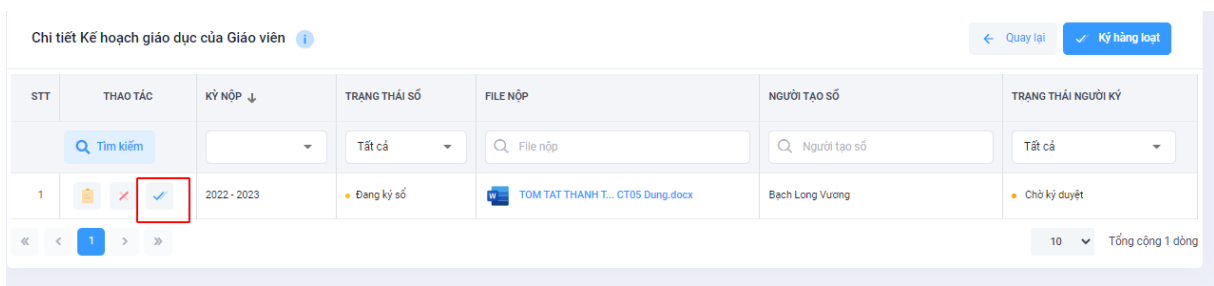 Chi tiết Kế hoạch giáo dục của Giáo viên i
Quay lại
Ký hàng loạt
STT THAO TÁC KỲ NỘP TRẠNG THÁI SỐ FILE NỘP NGƯỜI TẠO SỐ TRẠNG THÁI NGƯỜI KÝ
Tìm kiếm Tất cả File nộp Người tạo sổ Tất cả
1 2022 - 2023 Đang ký sổ TOM TAT THANH T... CT05 Dung.docx Bạch Long Vương Chờ ký duyệt
1 10 Tổng cộng 1 dòng